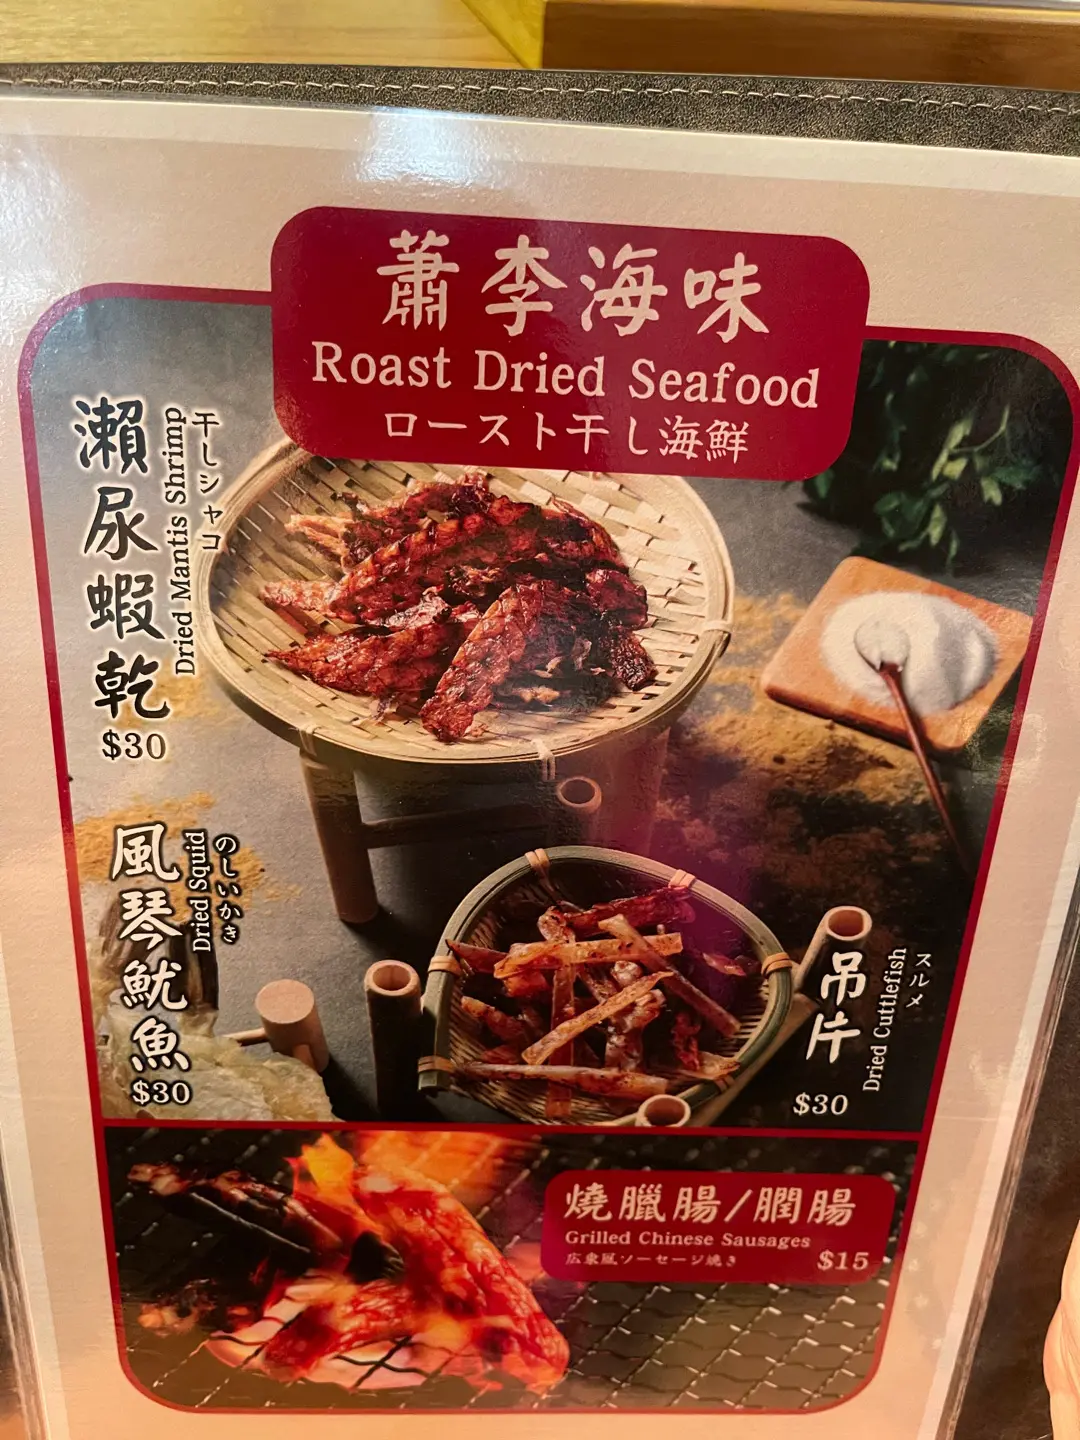 蕭李海味
Roast Dried Seafood
ロースト干し海鮮
瀨尿蝦乾
Dried Mantis Shrimp
干しシャコ
$30
風琴魷魚
Dried Squid
のしいかき
$30
吊片
Dried Cuttlefish
スルメ
$30
燒臘腸/膶腸
Grilled Chinese Sausages
広東風ソーセージ焼き
$15